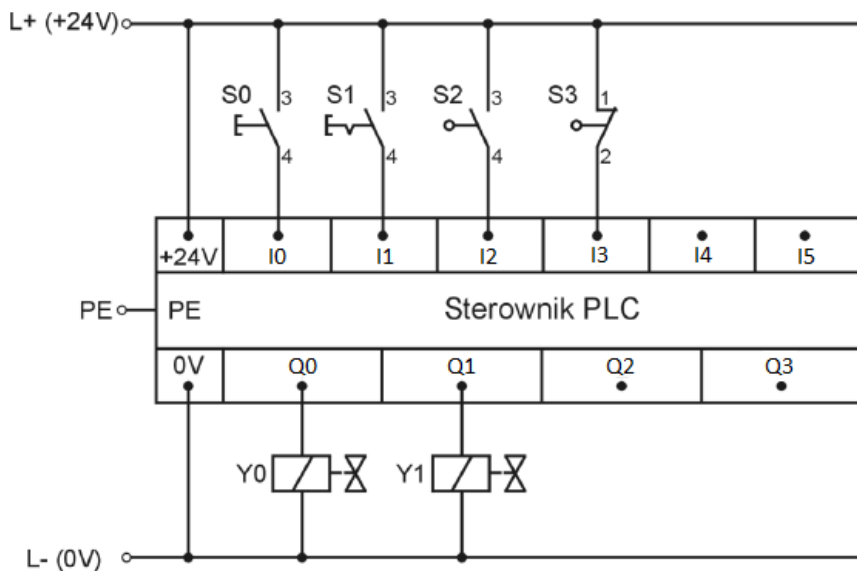 L+ (+24V)
S0 3 4
S1 3 4
S2 3 4
S3 1 2
+24V I0 I1 I2 I3 I4 I5
PE PE Sterownik PLC
0V Q0 Q1 Q2 Q3
Y0 Y1
L- (0V)